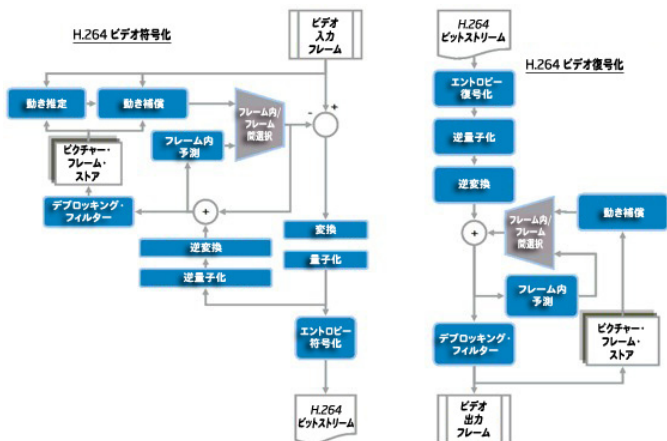 H.264 ビデオ符号化
ビデオ
入力
フレーム
動き推定
動き補償
フレーム内/
フレーム
間選択
-
+
ピクチャー・
フレーム・
ストア
フレーム内
予測
デブロッキング・
フィルター
+
逆変換
逆量子化
変換
量子化
エントロピー
符号化
H.264
ビットストリーム
H.264
ビットストリーム
H.264 ビデオ復号化
エントロピー
復号化
逆量子化
逆変換
+
フレーム内/
フレーム
間選択
動き補償
フレーム内
予測
デブロッキング・
フィルター
ピクチャー・
フレーム・
ストア
ビデオ
出力
フレーム